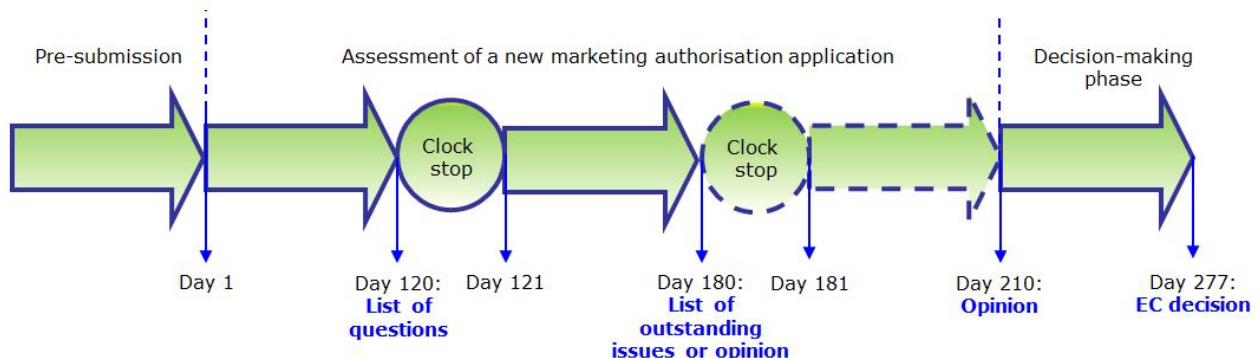 Pre-submission
Assessment of a new marketing authorisation application
Decision-making
phase
Clock
stop
Clock
stop
Day 1
Day 120:
List of
questions
Day 121
Day 180:
List of
outstanding
issues or opinion
Day 181
Day 210:
Opinion
Day 277:
EC decision